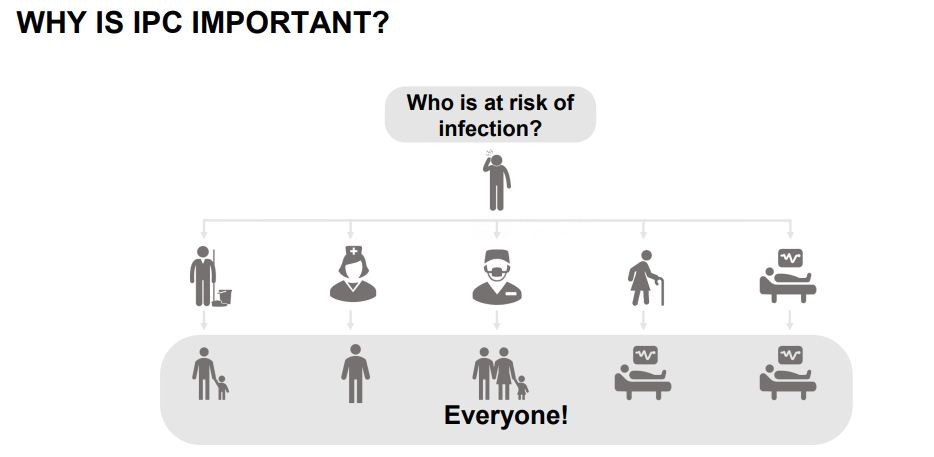 WHY IS IPC IMPORTANT?
Who is at risk of
infection?
Everyone!